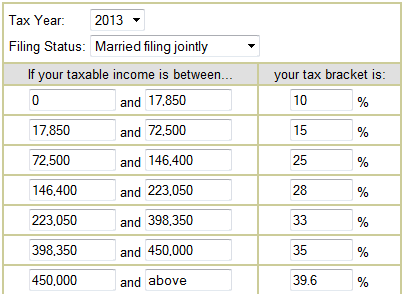 Tax Year: 2013
Filing Status: Married filing jointly
If your taxable income is between... your tax bracket is:
0 and 17,850 10 %
17,850 and 72,500 15 %
72,500 and 146,400 25 %
146,400 and 223,050 28 %
223,050 and 398,350 33 %
398,350 and 450,000 35 %
450,000 and above 39.6 %